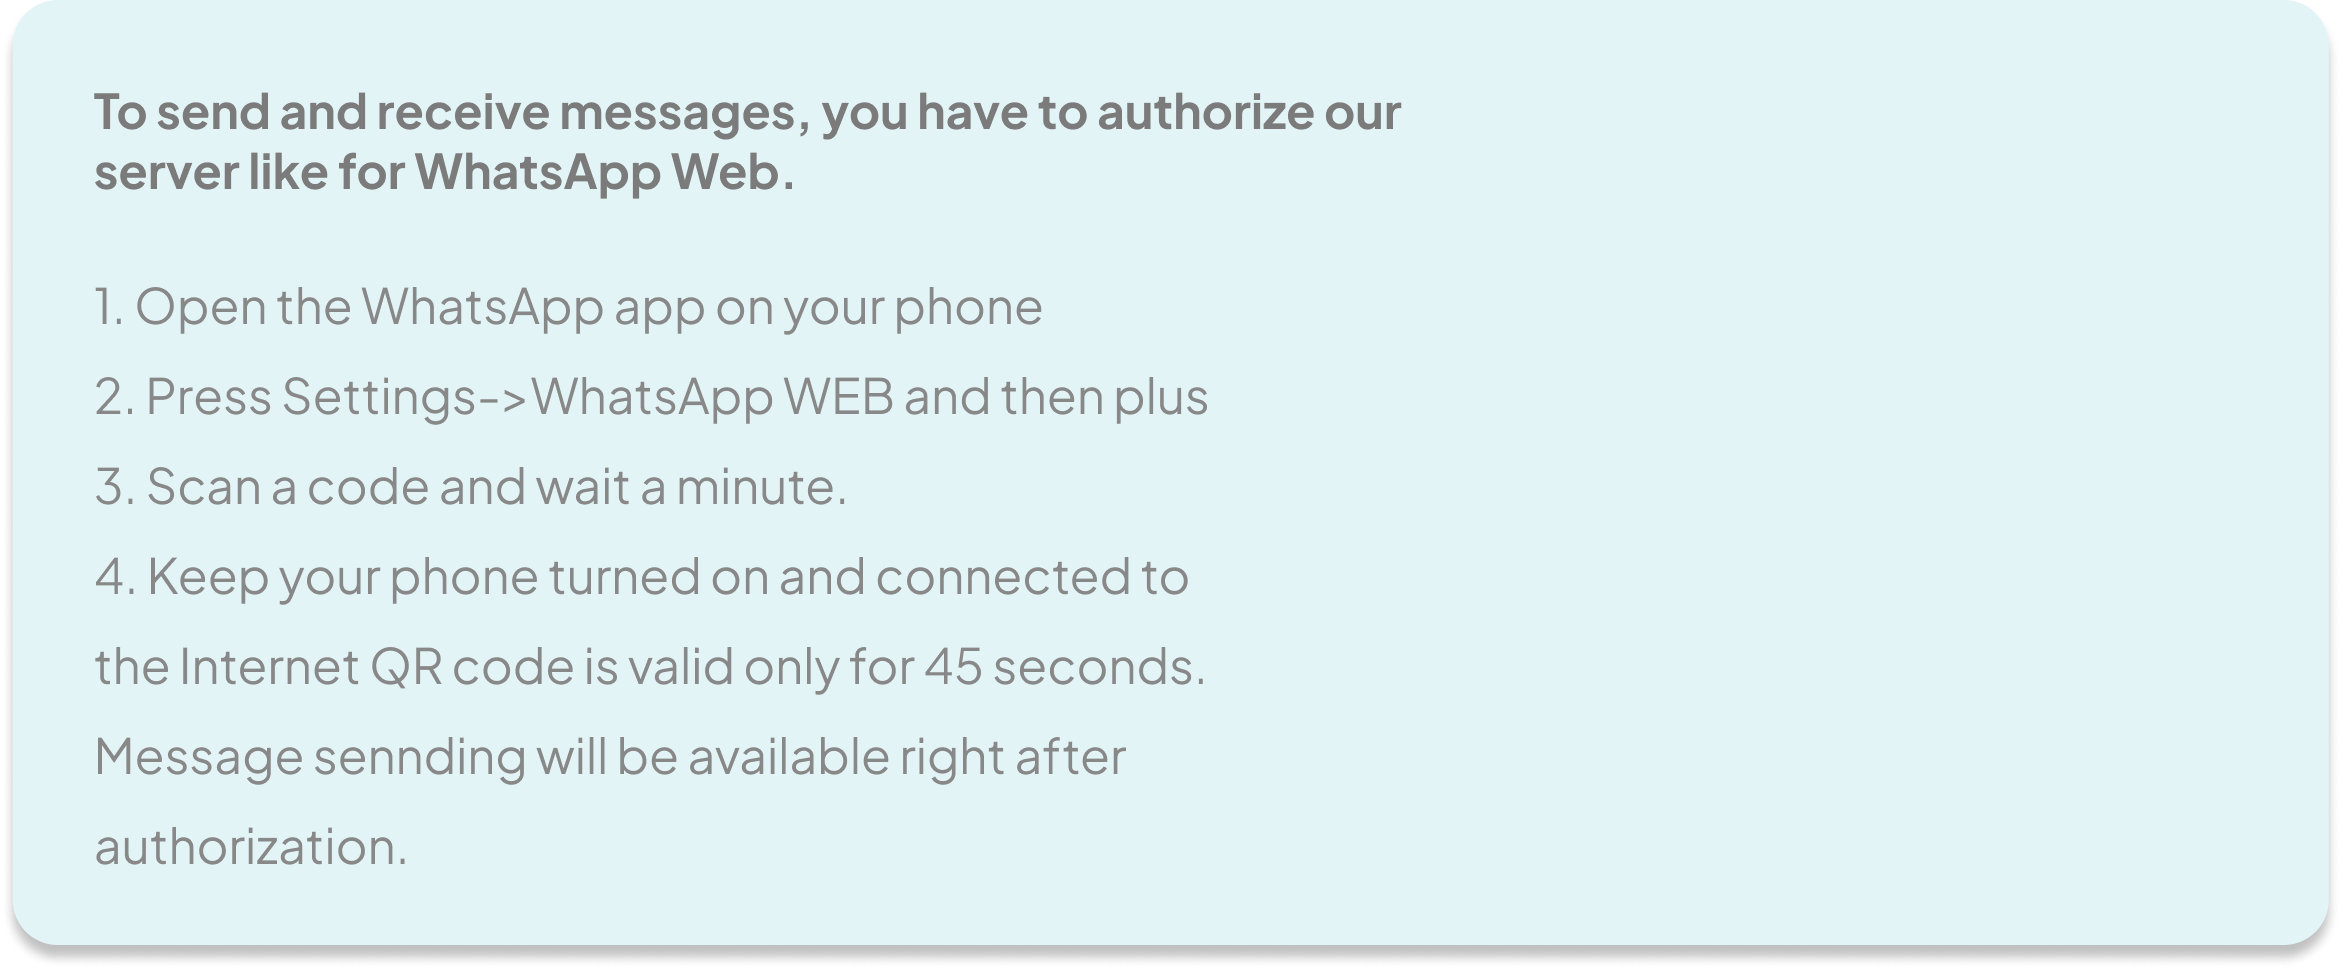 To send and receive messages, you have to authorize our
server like for WhatsApp Web.
1. Open the WhatsApp app on your phone
2. Press Settings->WhatsApp WEB and then plus
3. Scan a code and wait a minute.
4. Keep your phone turned on and connected to
the Internet QR code is valid only for 45 seconds.
Message sennding will be available right after
authorization.